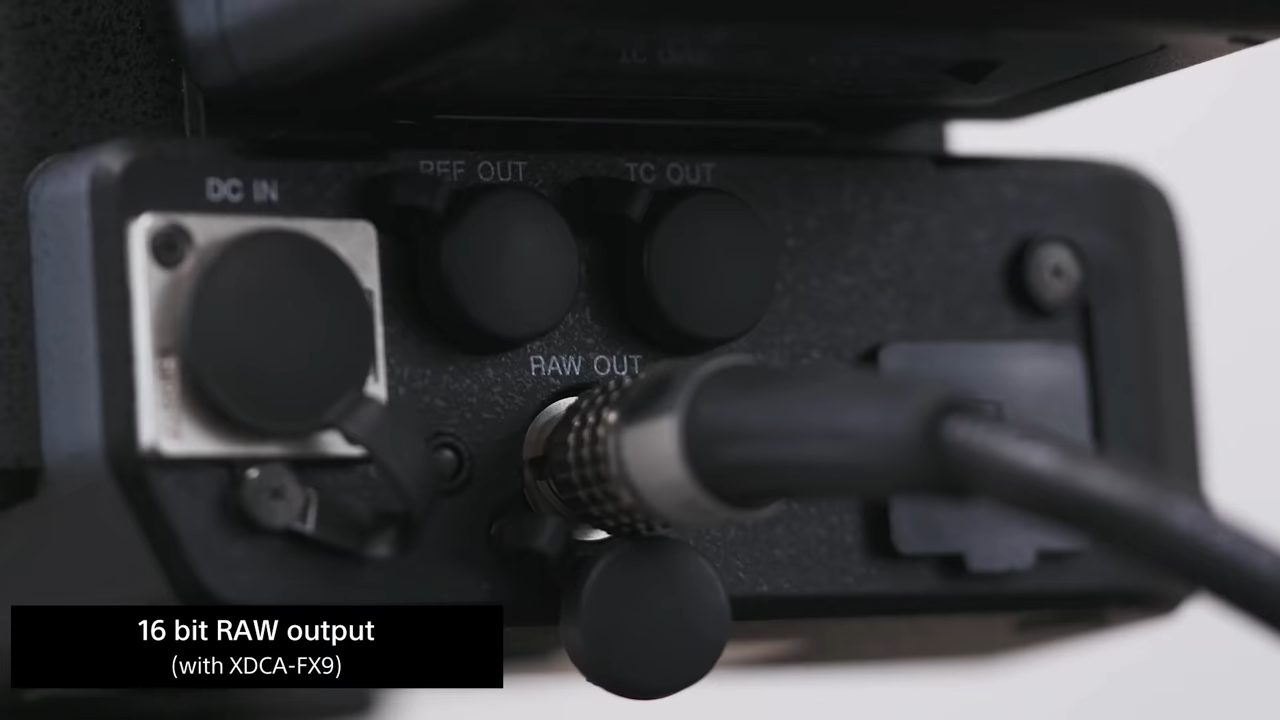 REF OUT
TC OUT
DC IN
RAW OUT
16 bit RAW output
(with XDCA-FX9)